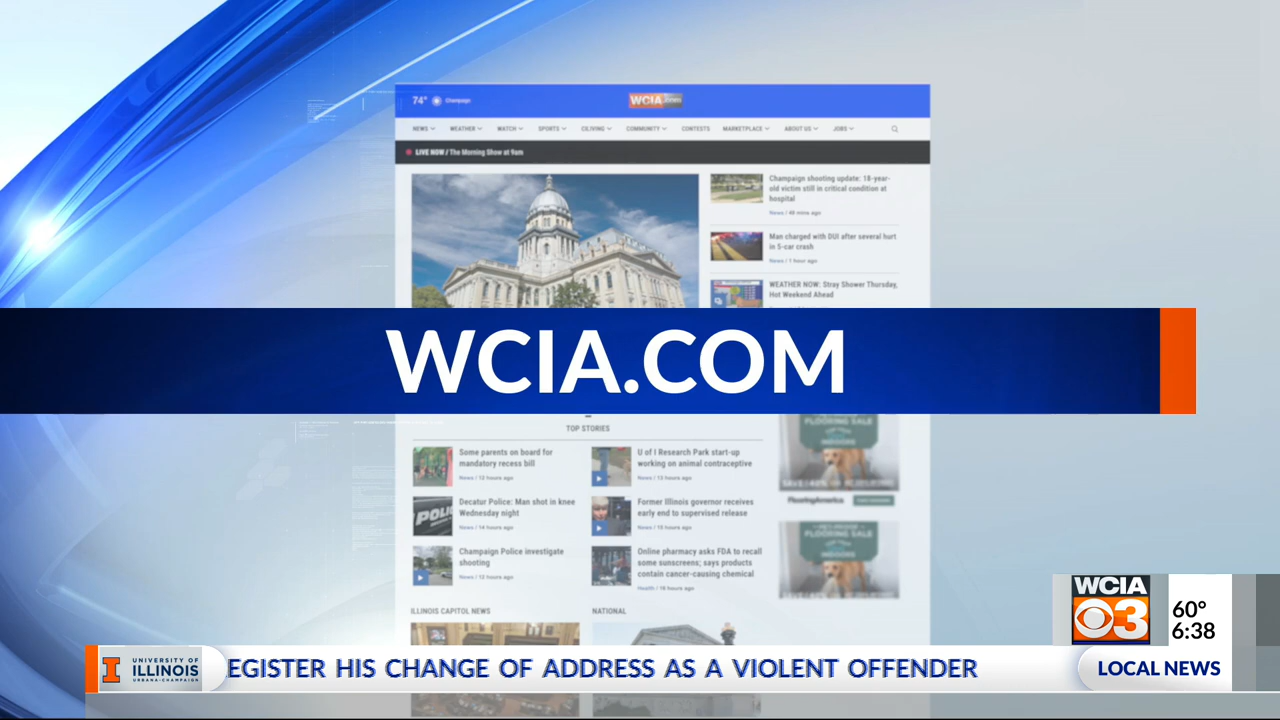 74° Champaign
WCIA.com
NEWS WEATHER WATCH SPORTS CILIVING COMMUNITY CONTESTS MARKETPLACE ABOUT US JOBS
LIVE NOW / The Morning Show at 9am
Champaign shooting update: 18-year-
old victim still in critical condition at
hospital
News / 49 mins ago
Man charged with DUI after several hurt
in 5-car crash
News / 1 hour ago
WEATHER NOW: Stray Shower Thursday,
Hot Weekend Ahead
WCIA.COM
TOP STORIES
Some parents on board for
mandatory recess bill
News / 12 hours ago
Decatur Police: Man shot in knee
Wednesday night
News / 14 hours ago
Champaign Police investigate
shooting
News / 12 hours ago
U of I Research Park start-up
working on animal contraceptive
News / 13 hours ago
Former Illinois governor receives
early end to supervised release
News / 15 hours ago
Online pharmacy asks FDA to recall
some sunscreens; says products
contain cancer-causing chemical
Health / 16 hours ago
FLOORING SALE
INDOORS
FlooringAmerica
FLOORING SALE
INDOORS
ILLINOIS CAPITOL NEWS
NATIONAL
WCIA
3
60°
6:38
UNIVERSITY OF
ILLINOIS
URBANA-CHAMPAIGN
EGISTER HIS CHANGE OF ADDRESS AS A VIOLENT OFFENDER
LOCAL NEWS